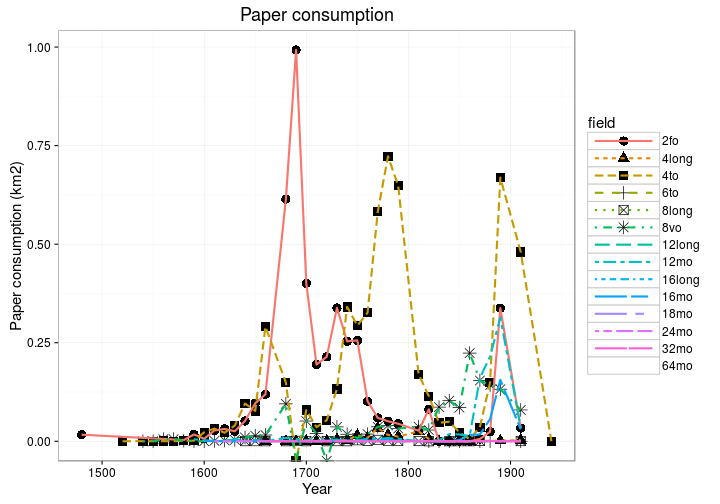 Paper consumption
Paper consumption (km2)
1.00
0.75
0.50
0.25
0.00
1500
1600
1700
1800
1900
Year
field
2fo
4long
4to
6to
8long
8vo
12long
12mo
16long
16mo
18mo
24mo
32mo
64mo